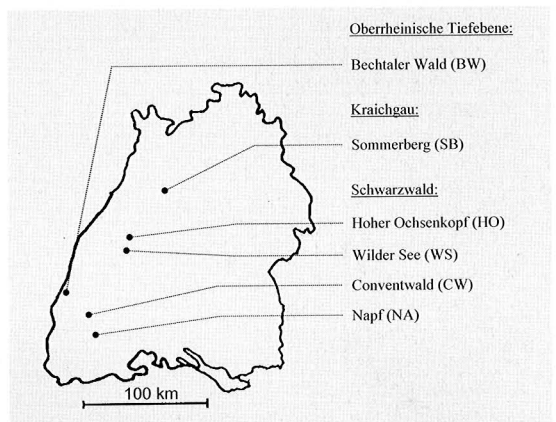 Oberrheinische Tiefebene:
Bechtaler Wald (BW)
Kraichgau:
Sommerberg (SB)
Schwarzwald:
Hoher Ochsenkopf (HO)
Wilder See (WS)
Conventwald (CW)
Napf (NA)
100 km